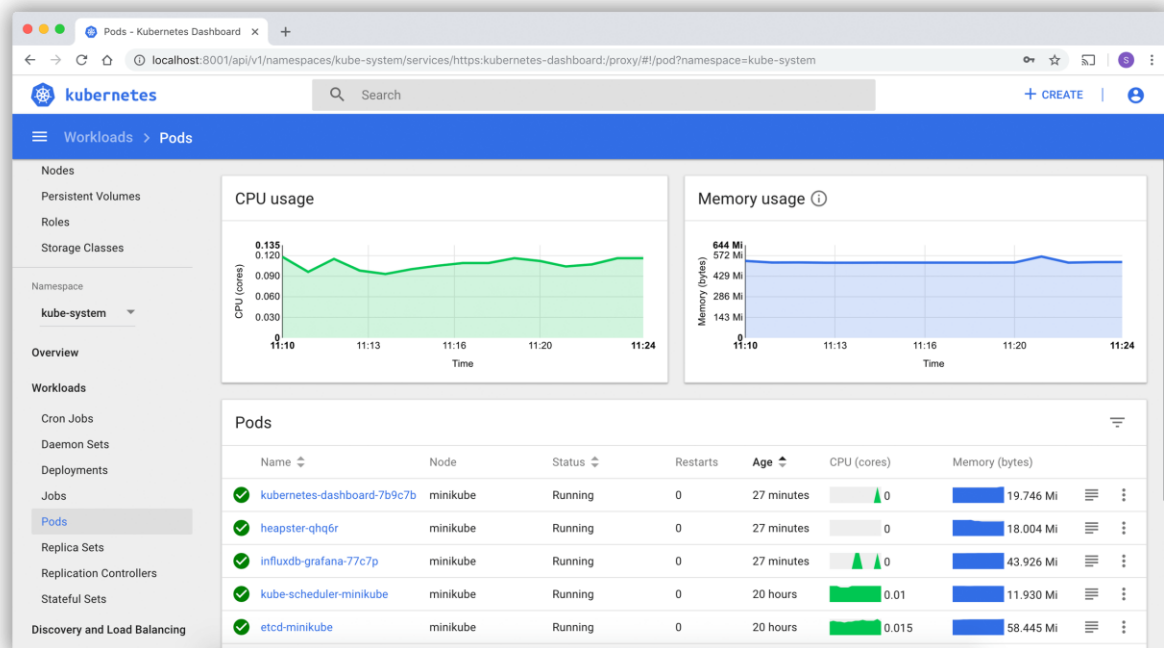 Pods - Kubernetes Dashboard
localhost:8001/api/v1/namespaces/kube-system/services/https:kubernetes-dashboard:/proxy/#!/pod?namespace=kube-system
S
kubernetes
Search
+ CREATE
Workloads > Pods
Nodes
Persistent Volumes
Roles
Storage Classes
Namespace
kube-system
Overview
Workloads
Cron Jobs
Daemon Sets
Deployments
Jobs
Pods
Replica Sets
Replication Controllers
Stateful Sets
Discovery and Load Balancing
CPU usage
CPU (cores)
0.135
0.120
0.090
0.060
0.030
0
11:10 11:13 11:16 11:20 11:24
Time
Memory usage
Memory (bytes)
644 Mi
572 Mi
429 Mi
286 Mi
143 Mi
0
11:10 11:13 11:16 11:20 11:24
Time
Pods
Name Node Status Restarts Age CPU (cores) Memory (bytes)
kubernetes-dashboard-7b9c7b minikube Running 0 27 minutes 0 19.746 Mi
heapster-qhq6r minikube Running 0 27 minutes 0 18.004 Mi
influxdb-grafana-77c7p minikube Running 0 27 minutes 0 43.926 Mi
kube-scheduler-minikube minikube Running 0 20 hours 0.01 11.930 Mi
etcd-minikube minikube Running 0 20 hours 0.015 58.445 Mi